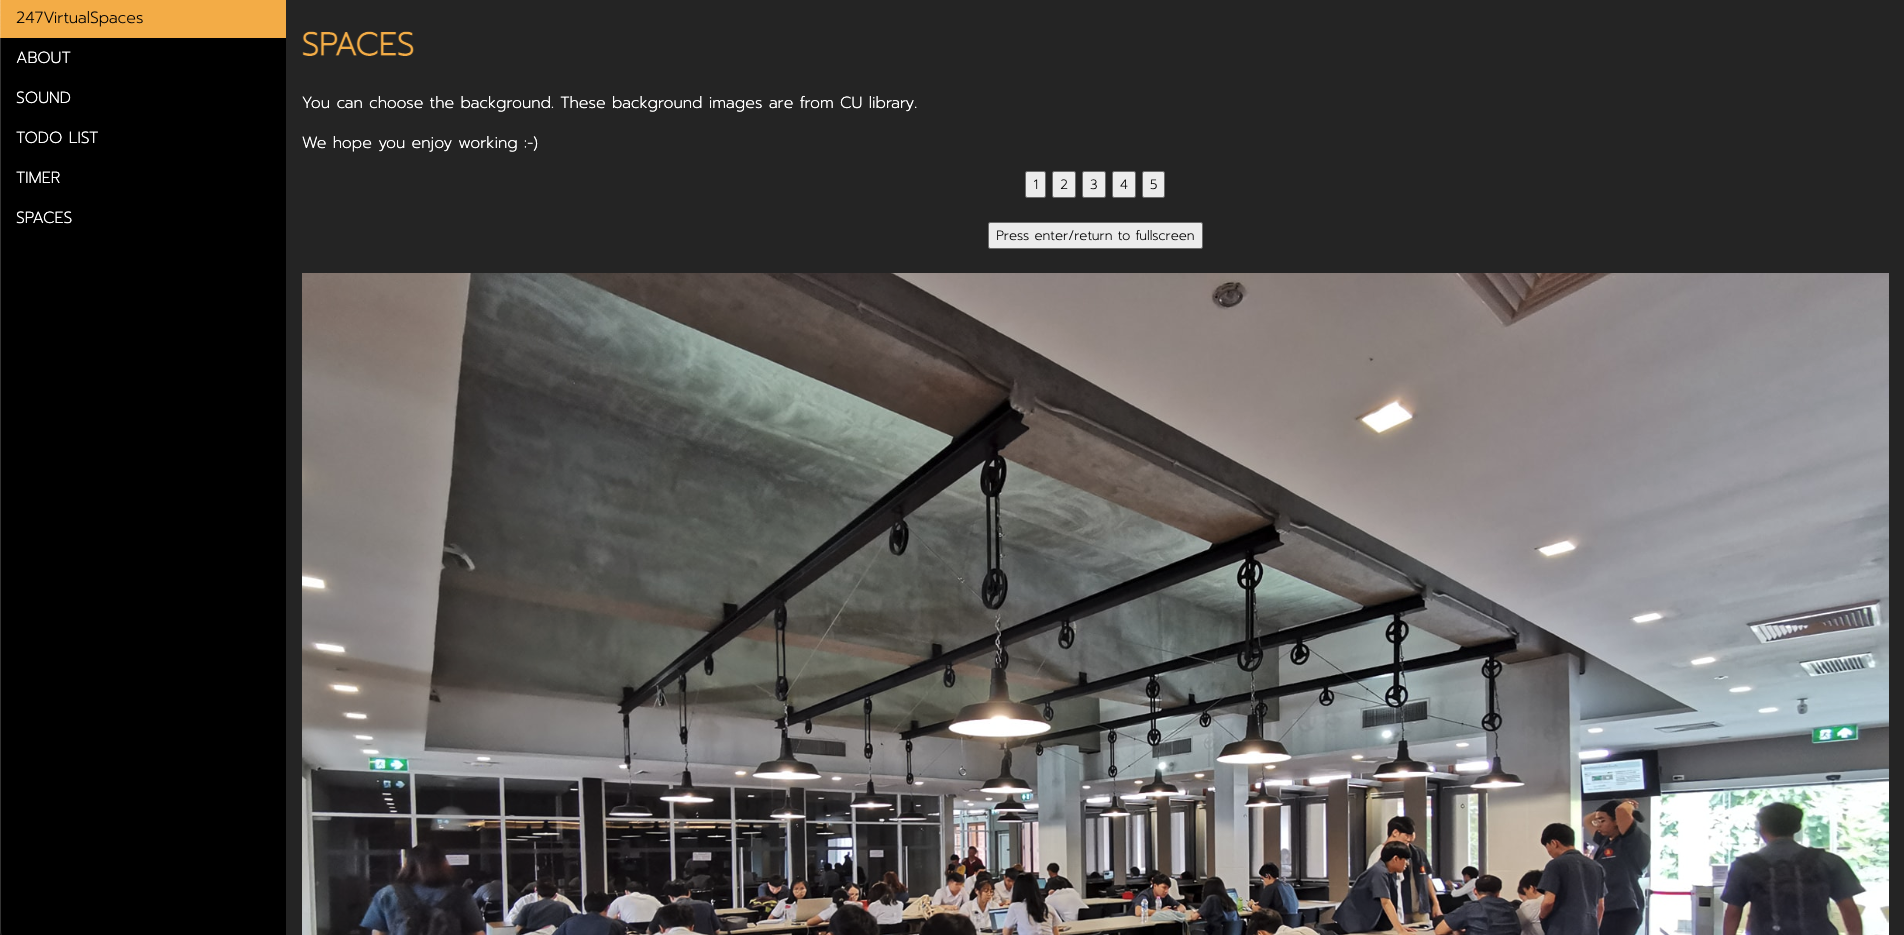 247VirtualSpaces
ABOUT
SOUND
TODO LIST
TIMER
SPACES
SPACES
You can choose the background. These background images are from CU library.
We hope you enjoy working :-)
1 2 3 4 5
Press enter/return to fullscreen